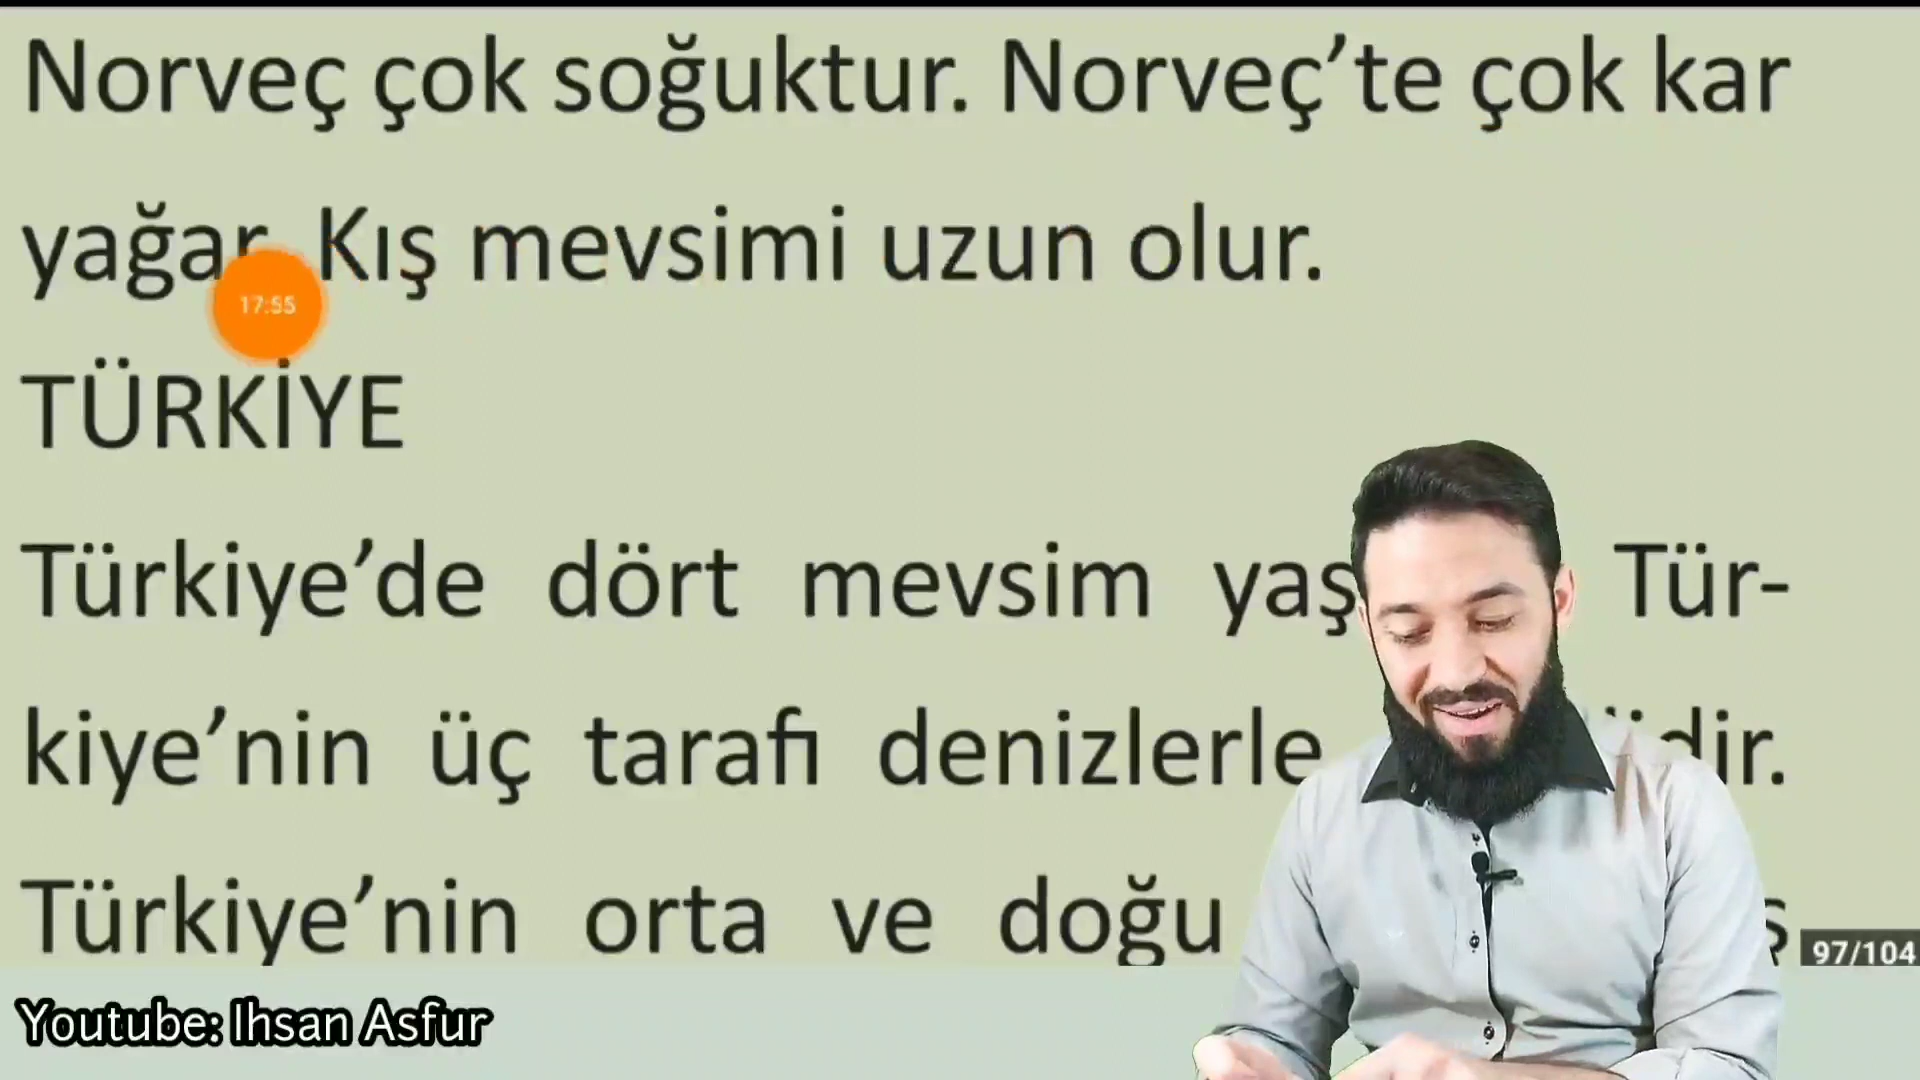 Norveç çok soğuktur. Norveç’te çok kar
yağar. Kış mevsimi uzun olur.
17:55
TÜRKİYE
Türkiye’de dört mevsim Tür-
kiye’nin üç tarafı denizlerle
Türkiye’nin orta ve doğu
97/104
Youtube: Ihsan Asfur